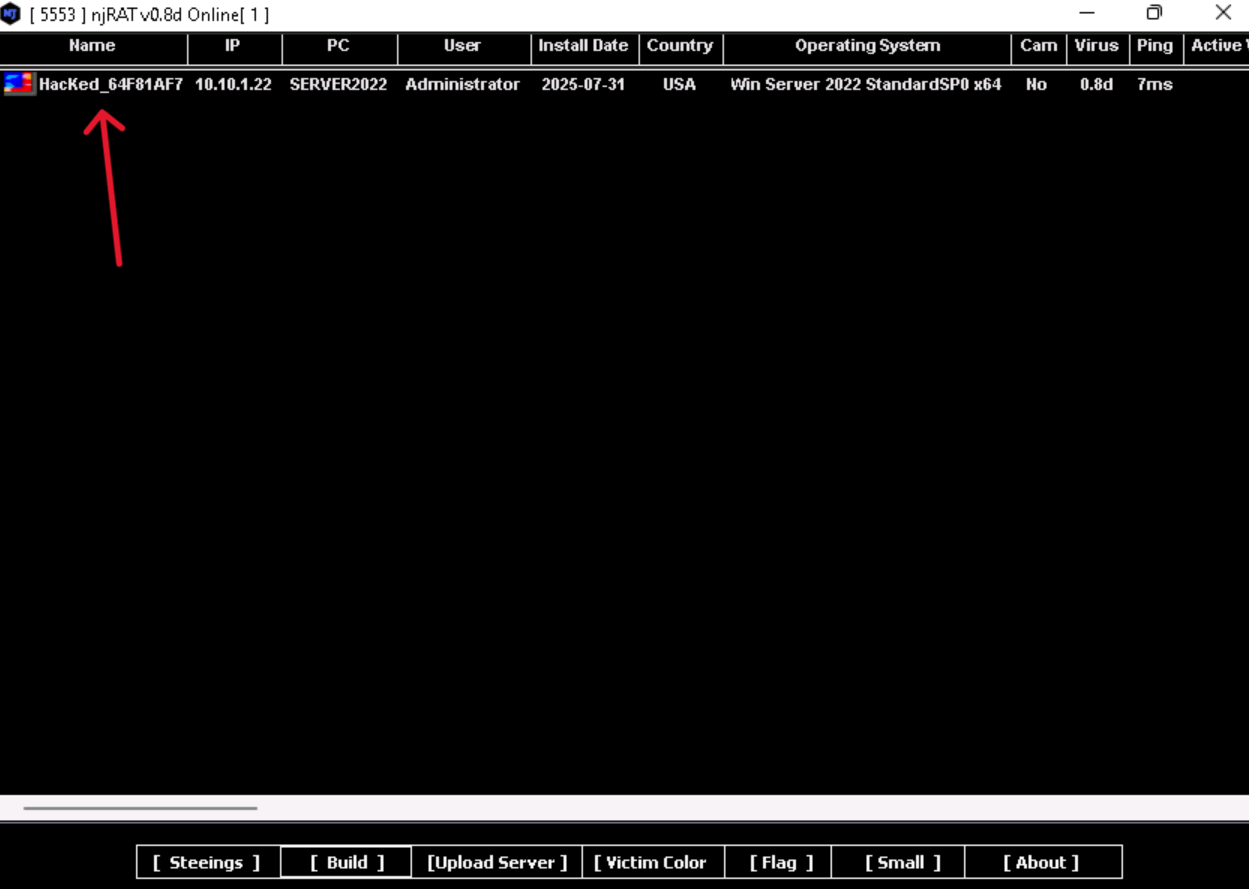 [ 5553 ] njRAT v0.8d Online[ 1 ]
Name IP PC User Install Date Country Operating System Cam Virus Ping Active
HacKed_64F81AF7 10.10.1.22 SERVER2022 Administrator 2025-07-31 USA Win Server 2022 StandardSP0 x64 No 0.8d 7ms
[ Steeings ] [ Build ] [Upload Server ] [ Victim Color [ Flag ] [ Small ] [ About ]